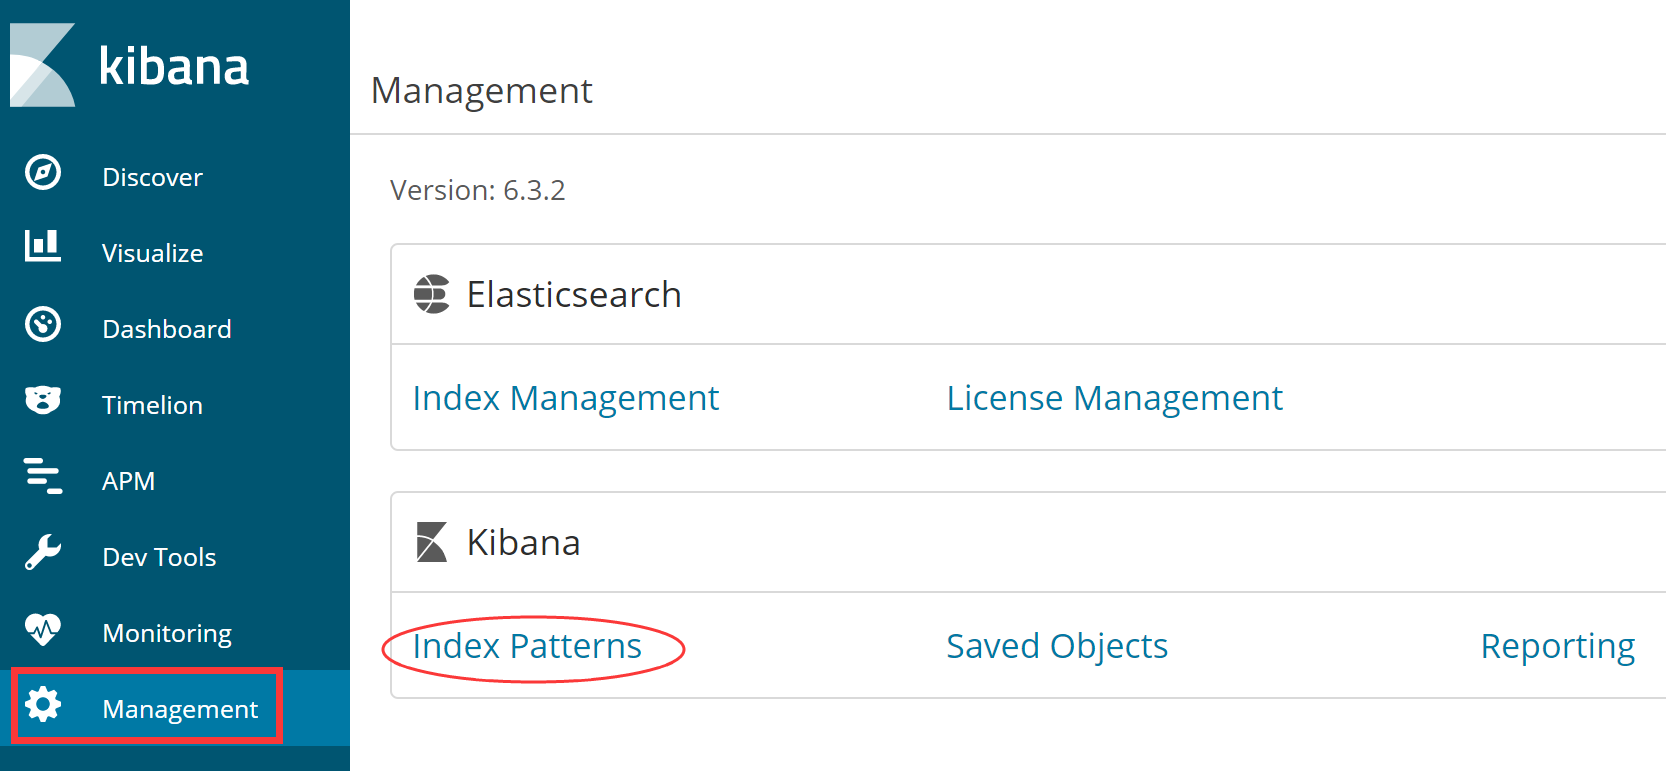 kibana
Discover
Visualize
Dashboard
Timelion
APM
Dev Tools
Monitoring
Management
Management
Version: 6.3.2
Elasticsearch
Index Management License Management
Kibana
Index Patterns Saved Objects Reporting